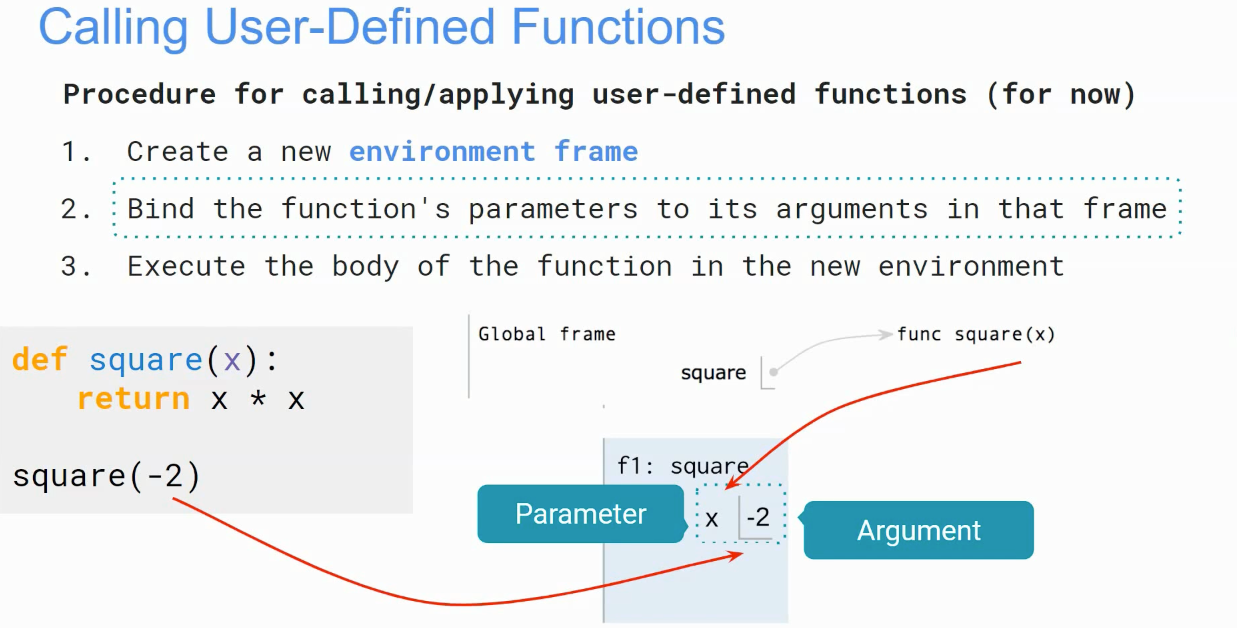 Calling User-Defined Functions
Procedure for calling/applying user-defined functions (for now)
1. Create a new environment frame
2. Bind the function's parameters to its arguments in that frame
3. Execute the body of the function in the new environment
def square(x):
return x * x
square(-2)
Global frame
func square(x)
square
f1: square
Parameter
x
-2
Argument